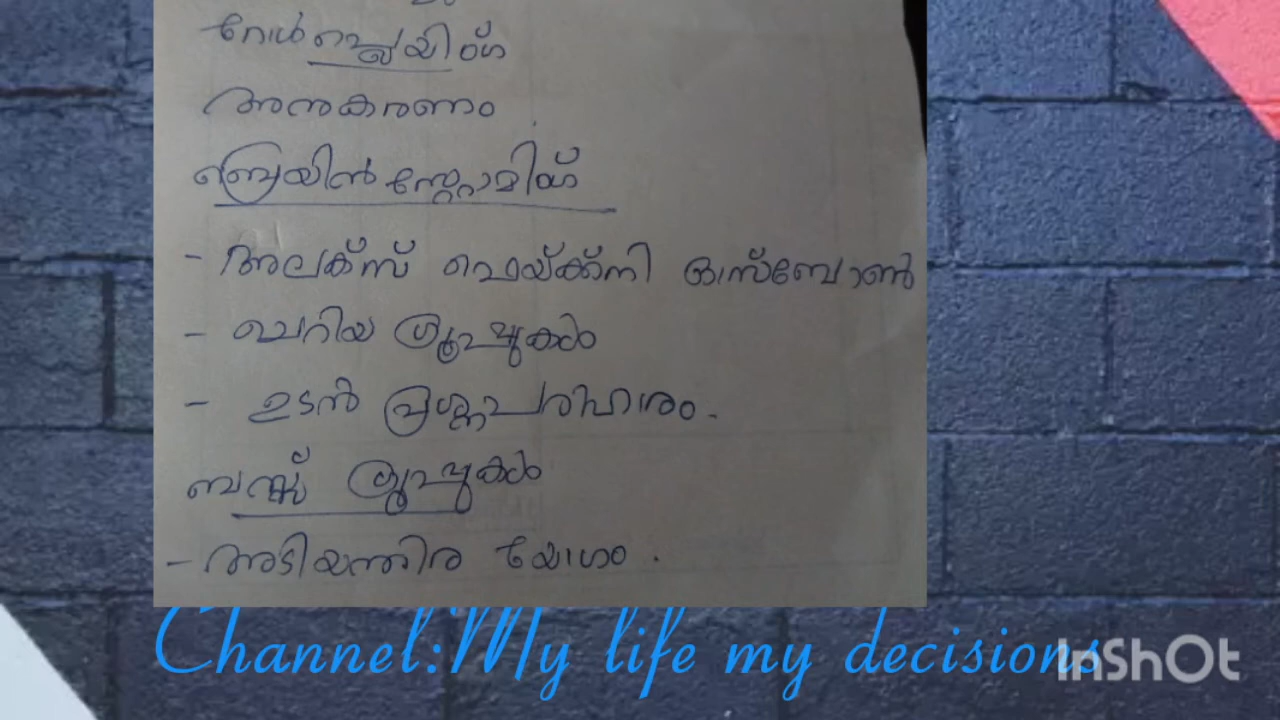 റോൾ പ്ലെയിംഗ്
അനുകരണം
ബ്രെയിൻ സ്റ്റോമിംഗ്
- അലക്സ് ഫെയ്ക്ക്നി ഓസ്ബോൺ
- ചെറിയ ഗ്രൂപ്പുകൾ
- ഉടൻ പ്രശ്നപരിഹാരം.
ബസ്സ് ഗ്രൂപ്പുകൾ
- അടിയന്തിര യോഗം.
Channel:My life my decisions
InShOt